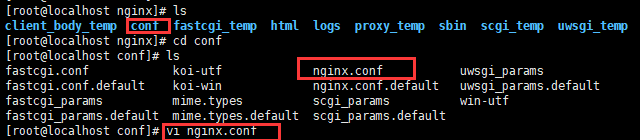 [root@localhost nginx]# ls
client_body_temp conf fastcgi_temp html logs proxy_temp sbin scgi_temp uwsgi_temp
[root@localhost nginx]# cd conf
[root@localhost conf]# ls
fastcgi.conf koi-utf nginx.conf uwsgi_params
fastcgi.conf.default koi-win nginx.conf.default uwsgi_params.default
fastcgi_params mime.types scgi_params win-utf
fastcgi_params.default mime.types.default scgi_params.default
[root@localhost conf]# vi nginx.conf